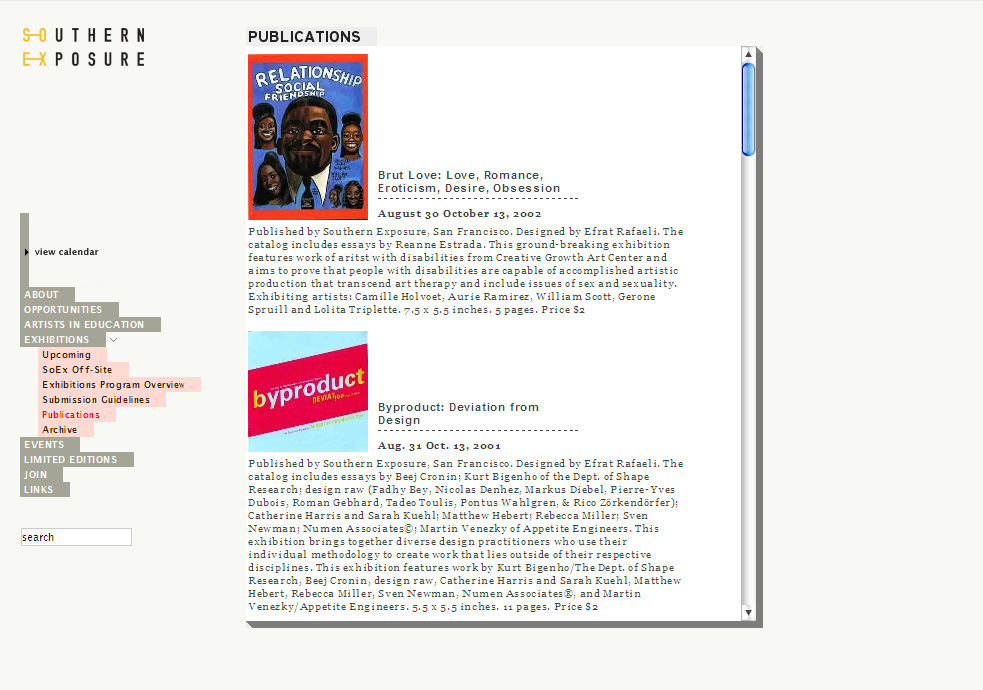 SOUTHERN
EXPOSURE
PUBLICATIONS
RELATIONSHIP
SOCIAL
FRIENDSHIP
Brut Love: Love, Romance,
Eroticism, Desire, Obsession
August 30 October 13, 2002
Published by Southern Exposure, San Francisco. Designed by Efrat Rafaeli. The
catalog includes essays by Reanne Estrada. This ground-breaking exhibition
features work of aritst with disabilities from Creative Growth Art Center and
aims to prove that people with disabilities are capable of accomplished artistic
production that transcend art therapy and include issues of sex and sexuality.
Exhibiting artists: Camille Holvoet, Aurie Ramirez, William Scott, Gerone
Spruill and Lolita Triplette. 7.5 x 5.5 inches. 5 pages. Price $2
byproduct
DEVIATion
Byproduct: Deviation from
Design
Aug. 31 Oct. 13, 2001
Published by Southern Exposure, San Francisco. Designed by Efrat Rafaeli. The
catalog includes essays by Beej Cronin; Kurt Bigenho of the Dept. of Shape
Research; design raw (Fadhy Bey, Nicolas Denhez, Markus Diebel, Pierre-Yves
Dubois, Roman Gebhard, Tadeo Toulis, Pontus Wahlgren, & Rico Zörkendörfer);
Catherine Harris and Sarah Kuehl; Matthew Hebert; Rebecca Miller; Sven
Newman; Numen Associates©; Martin Venezky of Appetite Engineers. This
exhibition brings together diverse design practitioners who use their
individual methodology to create work that lies outside of their respective
disciplines. This exhibition features work by Kurt Bigenho/The Dept. of Shape
Research, Beej Cronin, design raw, Catherine Harris and Sarah Kuehl, Matthew
Hebert, Rebecca Miller, Sven Newman, Numen Associates®, and Martin
Venezky/Appetite Engineers. 5.5 x 5.5 inches. 11 pages. Price $2
view calendar
ABOUT
OPPORTUNITIES
ARTISTS IN EDUCATION
EXHIBITIONS
Upcoming
SoEx Off-Site
Exhibitions Program Overview
Submission Guidelines
Publications
Archive
EVENTS
LIMITED EDITIONS
JOIN
LINKS
search